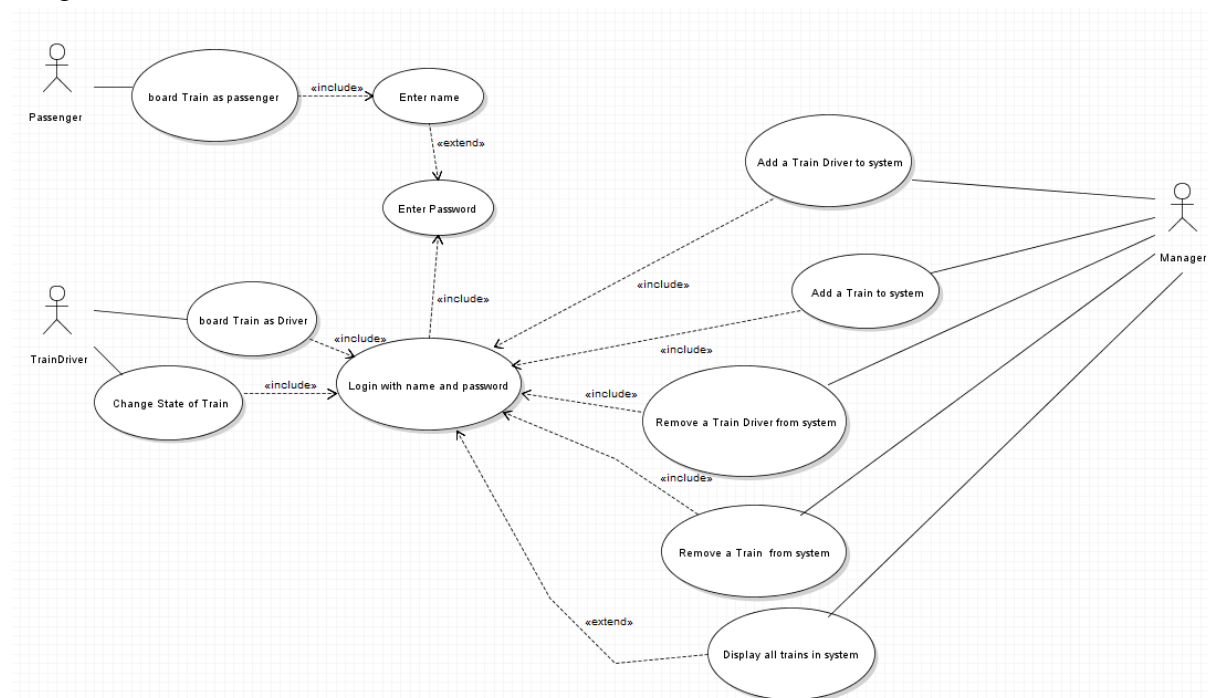 board Train as passenger
«include»
Enter name
Passenger
«extend»
Enter Password
Add a Train Driver to system
Manager
«include»
Add a Train to system
«include»
board Train as Driver
«include»
«include»
TrainDriver
«include»
Login with name and password
Change State of Train
«include»
«include»
Remove a Train Driver from system
«include»
Remove a Train from system
«extend»
Display all trains in system